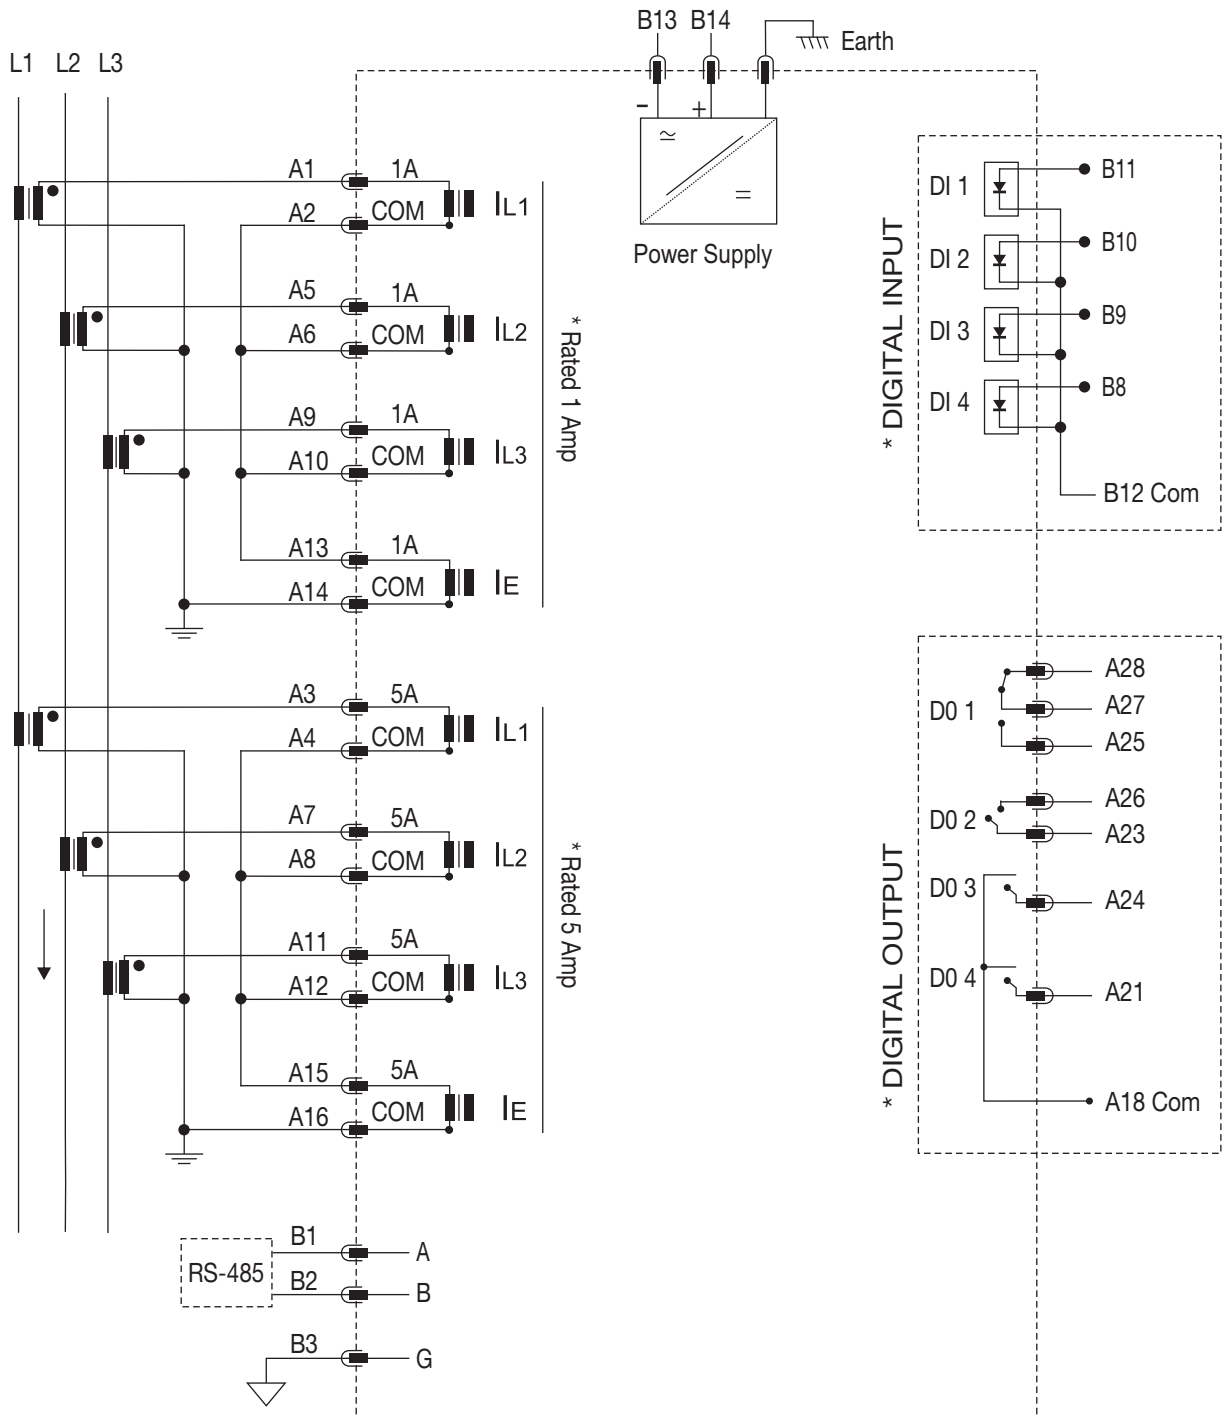 B13 B14
Earth
L1 L2 L3
- +
A1 1A
A2 COM
IL1
Power Supply
A5 1A
A6 COM
IL2
A9 1A
A10 COM
IL3
A13 1A
A14 COM
IE
* Rated 1 Amp
A3 5A
A4 COM
IL1
A7 5A
A8 COM
IL2
A11 5A
A12 COM
IL3
A15 5A
A16 COM
IE
* Rated 5 Amp
RS-485
B1 A
B2 B
B3 G
* DIGITAL INPUT
DI 1 B11
DI 2 B10
DI 3 B9
DI 4 B8
B12 Com
* DIGITAL OUTPUT
D0 1
A28
A27
A25
D0 2
A26
A23
D0 3
A24
D0 4
A21
A18 Com